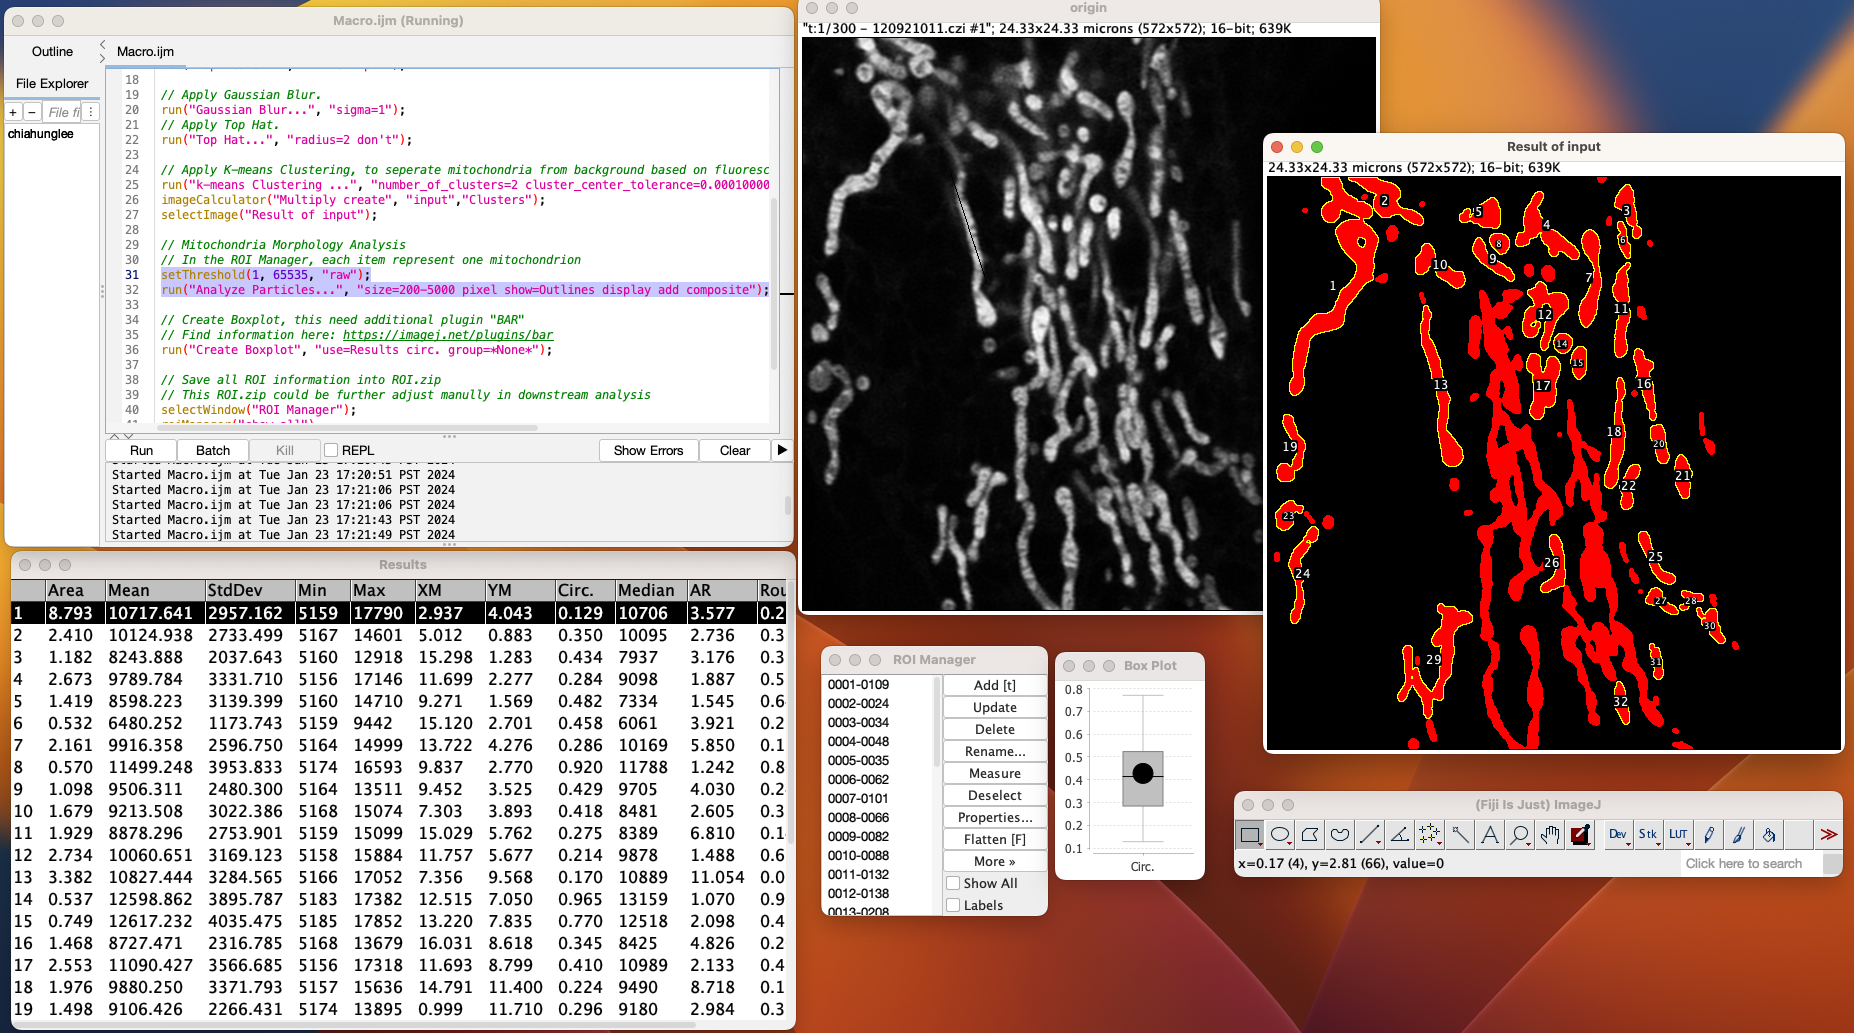 Macro.ijm (Running)
Outline
Macro.ijm
File Explorer
+ − File fi
chiahunglee
18
19 // Apply Gaussian Blur.
20 run("Gaussian Blur...", "sigma=1");
21 // Apply Top Hat.
22 run("Top Hat...", "radius=2 don't");
23
24 // Apply K-means Clustering, to seperate mitochondria from background based on fluoresc
25 run("k-means Clustering ...", "number_of_clusters=2 cluster_center_tolerance=0.00010000
26 imageCalculator("Multiply create", "input","Clusters");
27 selectImage("Result of input");
28
29 // Mitochondria Morphology Analysis
30 // In the ROI Manager, each item represent one mitochondrion
31 setThreshold(1, 65535, "raw");
32 run("Analyze Particles...", "size=200-5000 pixel show=Outlines display add composite");
33
34 // Create Boxplot, this need additional plugin "BAR"
35 // Find information here: https://imagej.net/plugins/bar
36 run("Create Boxplot", "use=Results circ. group=*None*");
37
38 // Save all ROI information into ROI.zip
39 // This ROI.zip could be further adjust manully in downstream analysis
40 selectWindow("ROI Manager");
Run Batch Kill REPL Show Errors Clear
Started Macro.ijm at Tue Jan 23 17:20:51 PST 2024
Started Macro.ijm at Tue Jan 23 17:21:06 PST 2024
Started Macro.ijm at Tue Jan 23 17:21:06 PST 2024
Started Macro.ijm at Tue Jan 23 17:21:43 PST 2024
Started Macro.ijm at Tue Jan 23 17:21:49 PST 2024
Results
Area Mean StdDev Min Max XM YM Circ. Median AR Rou
1 8.793 10717.641 2957.162 5159 17790 2.937 4.043 0.129 10706 3.577 0.2
2 2.410 10124.938 2733.499 5167 14601 5.012 0.883 0.350 10095 2.736 0.3
3 1.182 8243.888 2037.643 5160 12918 15.298 1.283 0.434 7937 3.176 0.3
4 2.673 9789.784 3331.710 5156 17146 11.699 2.277 0.284 9098 1.887 0.5
5 1.419 8598.223 3139.399 5160 14710 9.271 1.569 0.482 7334 1.545 0.6
6 0.532 6480.252 1173.743 5159 9442 15.120 2.701 0.458 6061 3.921 0.2
7 2.161 9916.358 2596.750 5164 14999 13.722 4.276 0.286 10169 5.850 0.1
8 0.570 11499.248 3953.833 5174 16593 9.837 2.770 0.920 11788 1.242 0.8
9 1.098 9506.311 2480.300 5164 13511 9.452 3.525 0.429 9705 4.030 0.2
10 1.679 9213.508 3022.386 5168 15074 7.303 3.893 0.418 8481 2.605 0.3
11 1.929 8878.296 2753.901 5159 15099 15.029 5.762 0.275 8389 6.810 0.1
12 2.734 10060.651 3169.123 5158 15884 11.757 5.677 0.214 9878 1.488 0.6
13 3.382 10827.444 3284.565 5166 17052 7.356 9.568 0.170 10889 11.054 0.0
14 0.537 12598.862 3895.787 5183 17382 12.515 7.050 0.965 13159 1.070 0.9
15 0.749 12617.232 4035.475 5185 17852 13.220 7.835 0.770 12518 2.098 0.4
16 1.468 8727.471 2316.785 5168 13679 16.031 8.618 0.345 8425 4.826 0.2
17 2.553 11090.427 3566.685 5156 17318 11.693 8.799 0.410 10989 2.133 0.4
18 1.976 9880.250 3371.793 5157 15636 14.791 11.400 0.224 9490 8.718 0.1
19 1.498 9106.426 2266.431 5174 13895 0.999 11.710 0.296 9180 2.984 0.3
origin
"t:1/300 - 120921011.czi #1"; 24.33x24.33 microns (572x572); 16-bit; 639K
Result of input
24.33x24.33 microns (572x572); 16-bit; 639K
2
5
3
4
6
8
9
10
7
1
11
12
14
15
13
17
16
18
19
20
21
22
23
26
25
24
27
28
30
29
31
32
ROI Manager
0001-0109
0002-0024
0003-0034
0004-0048
0005-0035
0006-0062
0007-0101
0008-0066
0009-0082
0010-0088
0011-0132
0012-0138
0013-0208
Add [t]
Update
Delete
Rename...
Measure
Deselect
Properties...
Flatten [F]
More »
Show All
Labels
Box Plot
0.8
0.7
0.6
0.5
0.4
0.3
0.2
0.1
Circ.
(Fiji Is Just) ImageJ
A Dev Stk LUT
x=0.17 (4), y=2.81 (66), value=0
Click here to search